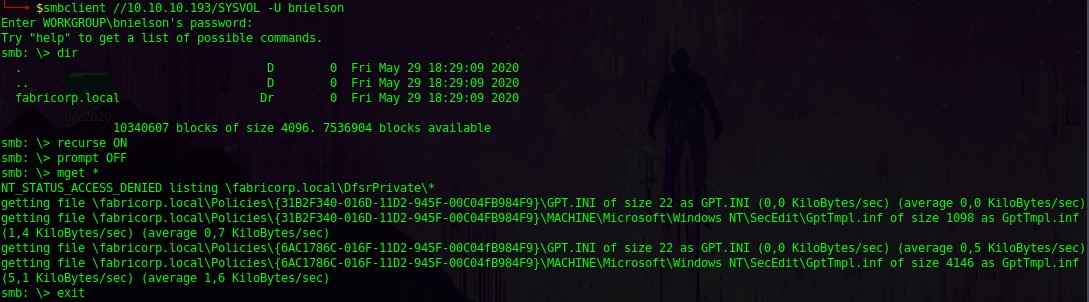 $smbclient //10.10.10.193/SYSVOL -U bnielson
Enter WORKGROUP\bnielson's password:
Try "help" to get a list of possible commands.
smb: \> dir
  .                                   D        0  Fri May 29 18:29:09 2020
  ..                                  D        0  Fri May 29 18:29:09 2020
  fabricorp.local                    Dr        0  Fri May 29 18:29:09 2020
10340607 blocks of size 4096. 7536904 blocks available
smb: \> recurse ON
smb: \> prompt OFF
smb: \> mget *
NT_STATUS_ACCESS_DENIED listing \fabricorp.local\DfsrPrivate\*
getting file \fabricorp.local\Policies\{31B2F340-016D-11D2-945F-00C04FB984F9}\GPT.INI of size 22 as GPT.INI (0,0 KiloBytes/sec) (average 0,0 KiloBytes/sec)
getting file \fabricorp.local\Policies\{31B2F340-016D-11D2-945F-00C04FB984F9}\MACHINE\Microsoft\Windows NT\SecEdit\GptTmpl.inf of size 1098 as GptTmpl.inf
(1,4 KiloBytes/sec) (average 0,7 KiloBytes/sec)
getting file \fabricorp.local\Policies\{6AC1786C-016F-11D2-945F-00C04fB984F9}\GPT.INI of size 22 as GPT.INI (0,0 KiloBytes/sec) (average 0,5 KiloBytes/sec)
getting file \fabricorp.local\Policies\{6AC1786C-016F-11D2-945F-00C04fB984F9}\MACHINE\Microsoft\Windows NT\SecEdit\GptTmpl.inf of size 4146 as GptTmpl.inf
(5,1 KiloBytes/sec) (average 1,6 KiloBytes/sec)
smb: \> exit